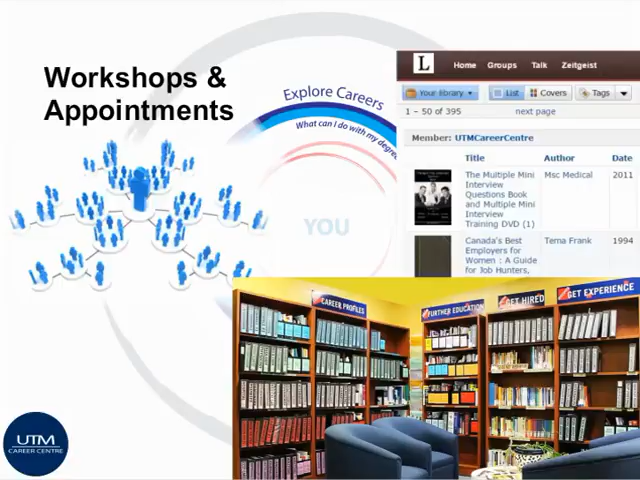 Workshops &
Appointments
Explore Careers
What can I do with my degree
YOU
L
Home Groups Talk Zeitgeist
Your library List Covers Tags
1 – 50 of 395 next page
Member: UTMCareerCentre
Title Author Date
The Multiple Mini Msc Medical 2011
Interview
Questions Book
and Multiple Mini
Interview
Training DVD (1)
Canada's Best Tema Frank 1994
Employers for
Women : A Guide
for Job Hunters,
CAREER PROFILES
FURTHER EDUCATION
GET HIRED
GET EXPERIENCE
UTM
CAREER CENTRE